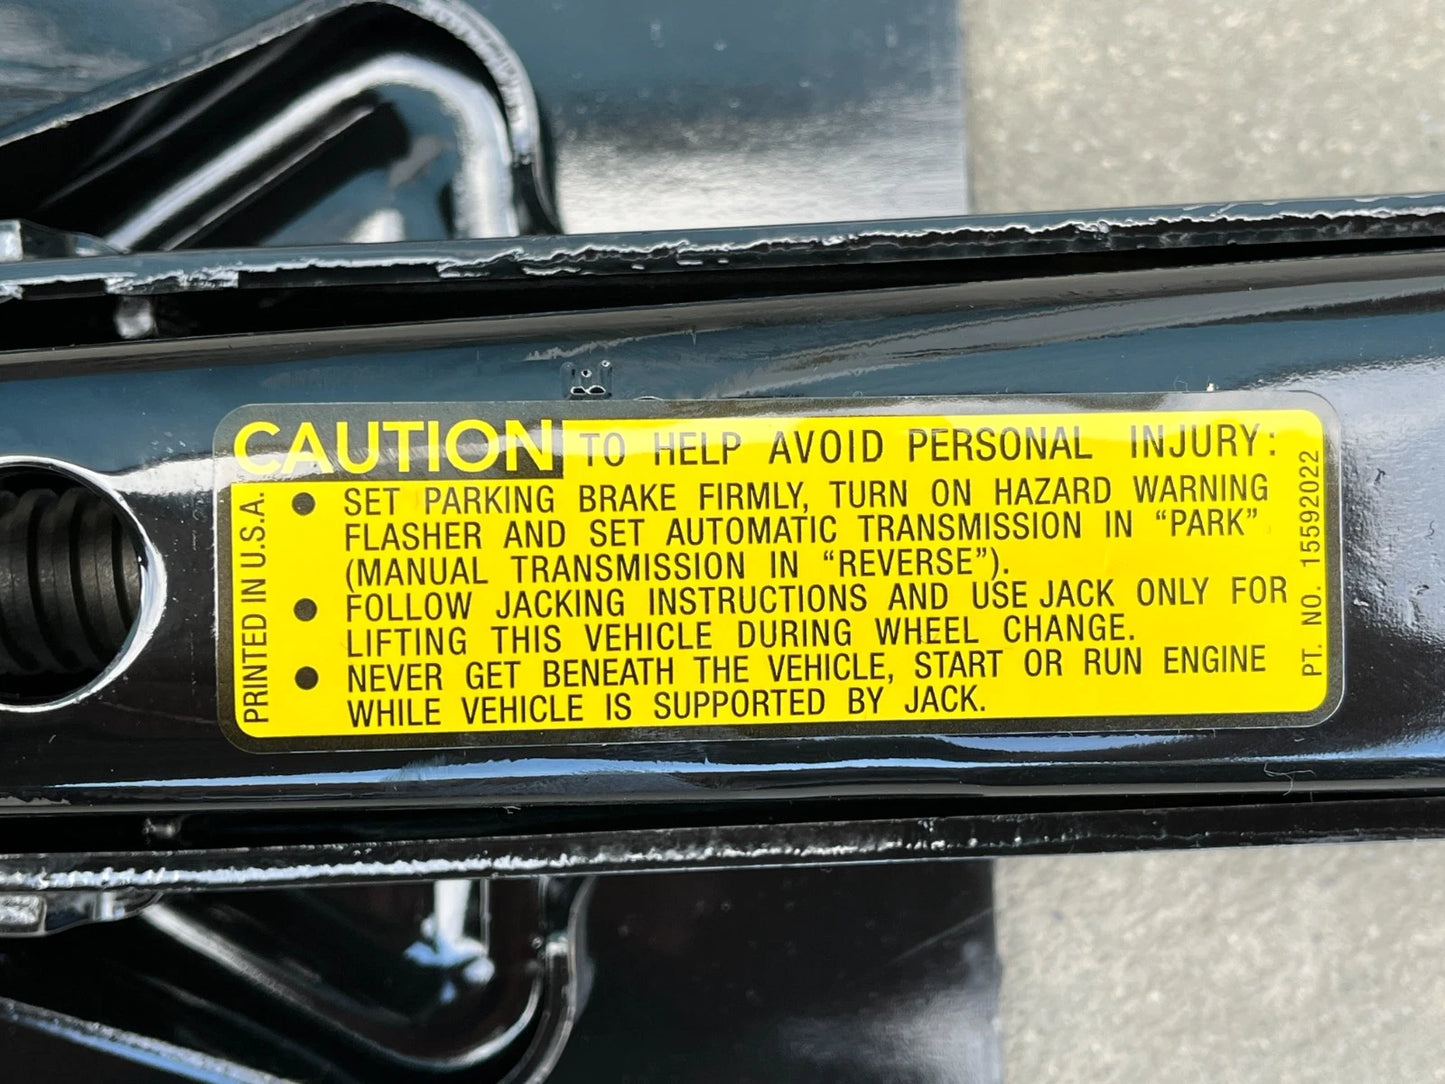 CAUTION TO HELP AVOID PERSONAL INJURY:
• SET PARKING BRAKE FIRMLY, TURN ON HAZARD WARNING
FLASHER AND SET AUTOMATIC TRANSMISSION IN “PARK”
(MANUAL TRANSMISSION IN “REVERSE”).
• FOLLOW JACKING INSTRUCTIONS AND USE JACK ONLY FOR
LIFTING THIS VEHICLE DURING WHEEL CHANGE.
• NEVER GET BENEATH THE VEHICLE, START OR RUN ENGINE
WHILE VEHICLE IS SUPPORTED BY JACK.
PRINTED IN U.S.A.
PT. NO. 15592022